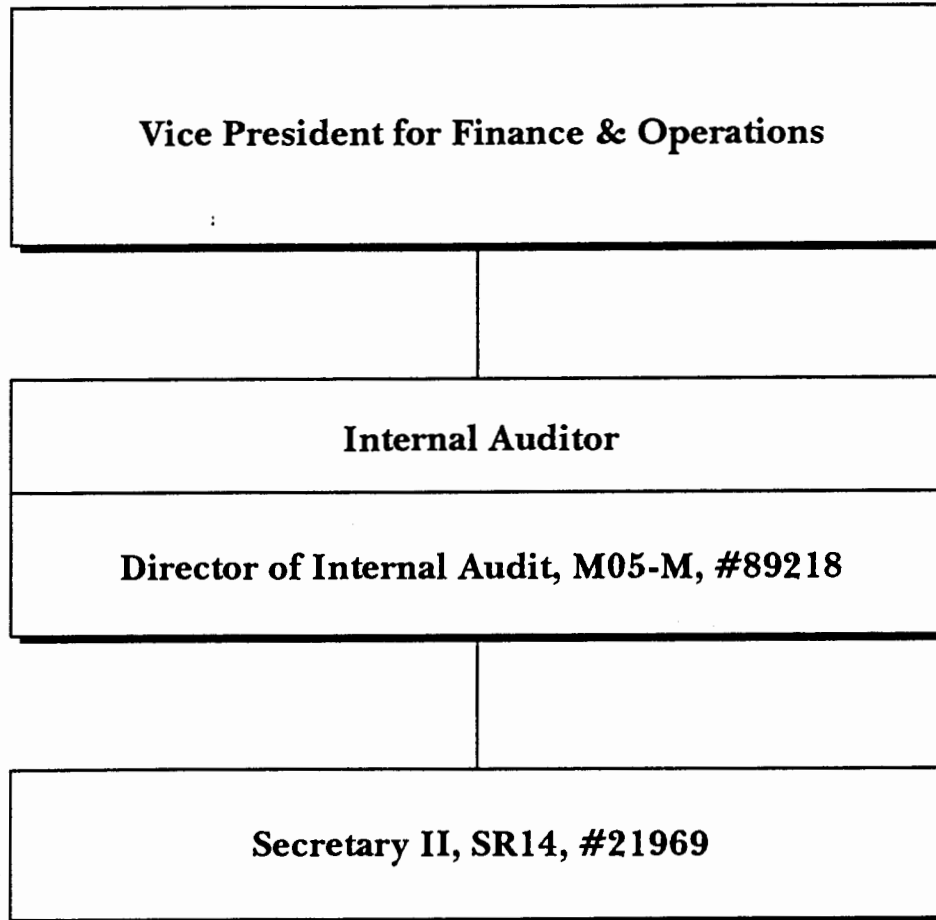 Vice President for Finance & Operations
Internal Auditor
Director of Internal Audit, M05-M, #89218
Secretary II, SR14, #21969